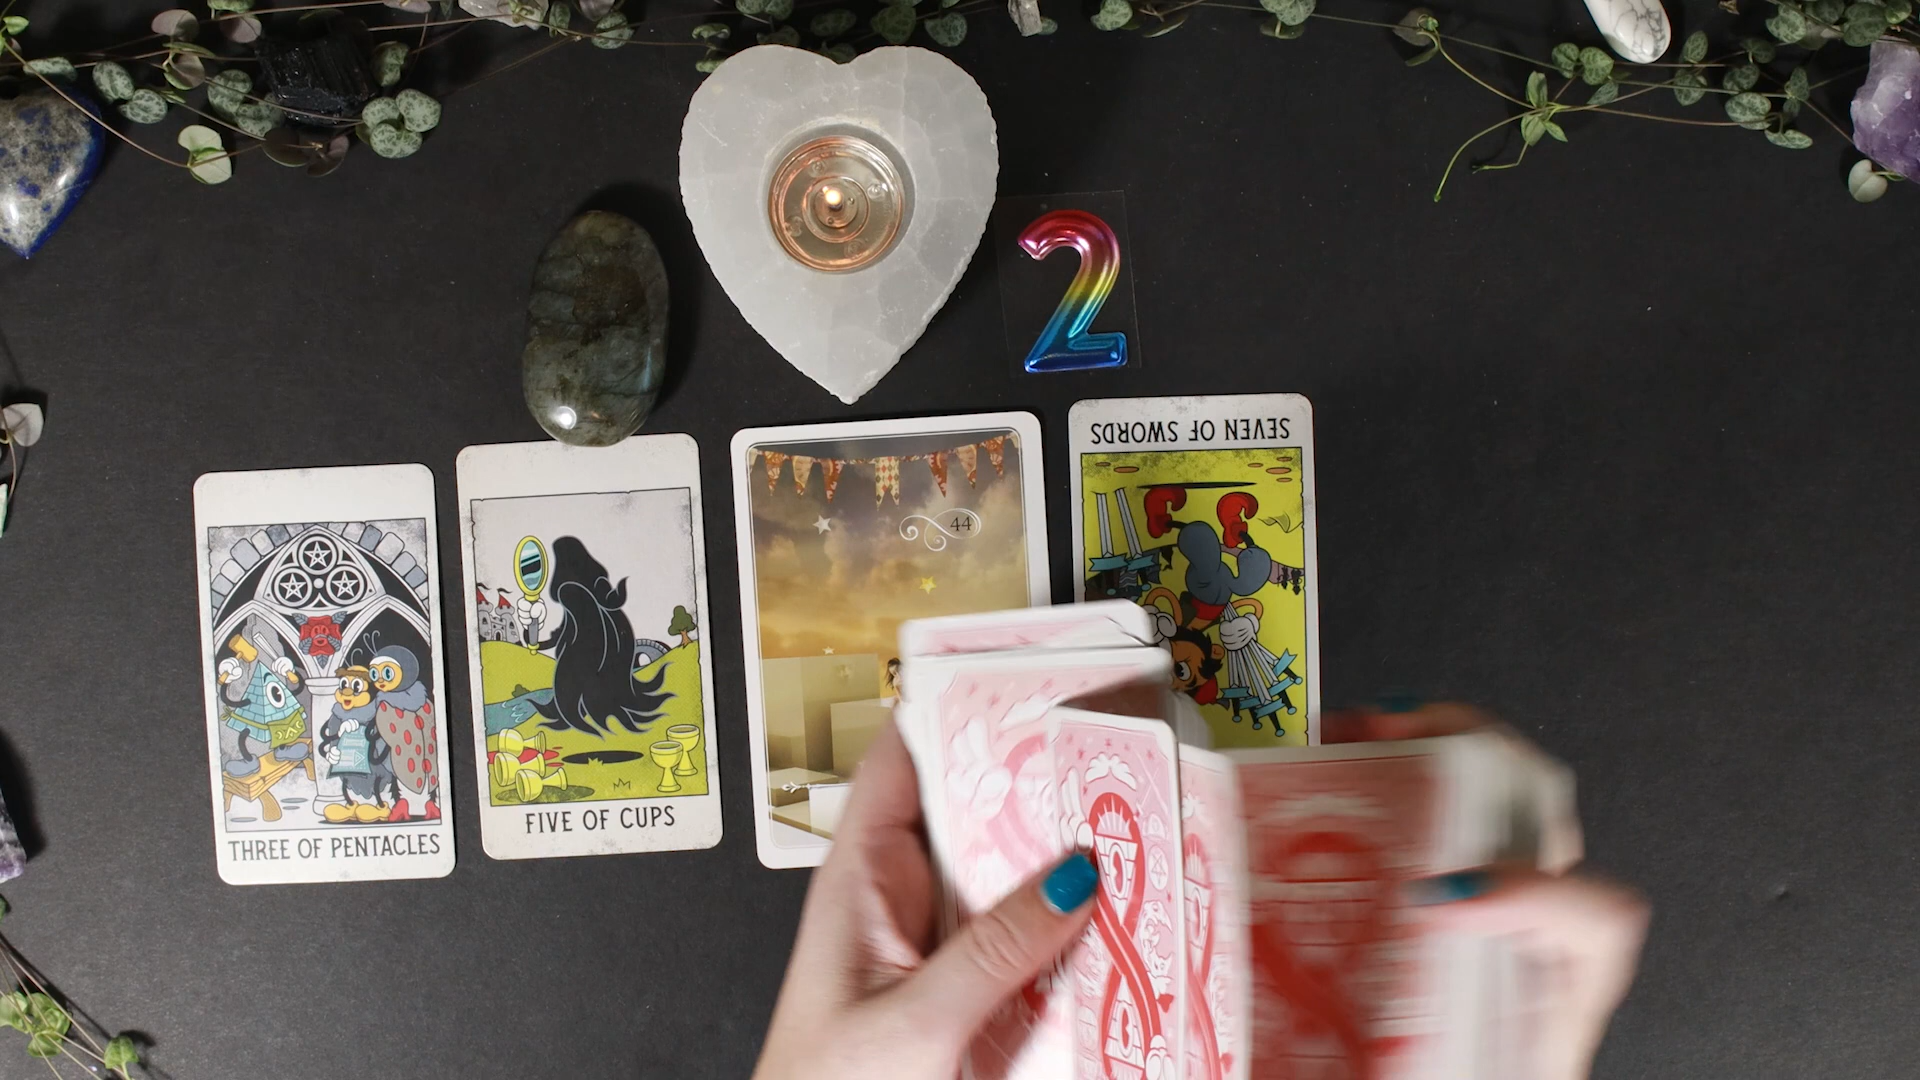 2
44
SEVEN OF SWORDS
FIVE OF CUPS
THREE OF PENTACLES